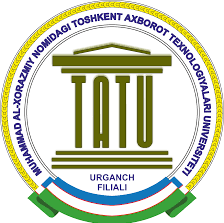 MUHAMMAD AL-XORAZMIY NOMIDAGI TOSHKENT AXBOROT TEXNOLOGIYALARI UNIVERSITETI
TATU
URGANCH
FILIALI